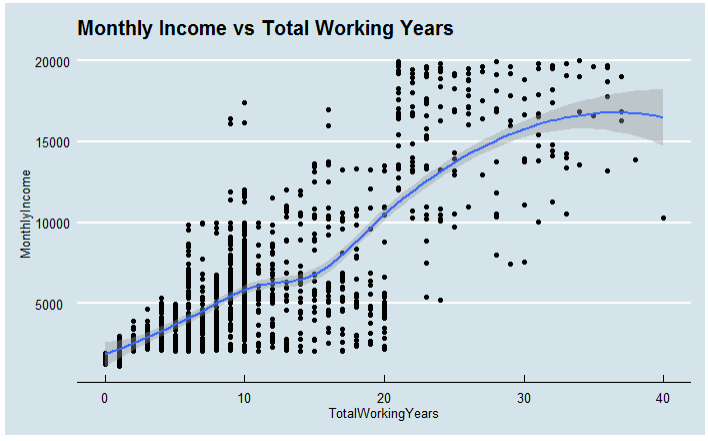 Monthly Income vs Total Working Years
MonthlyIncome
20000
15000
10000
5000
0 10 20 30 40
TotalWorkingYears